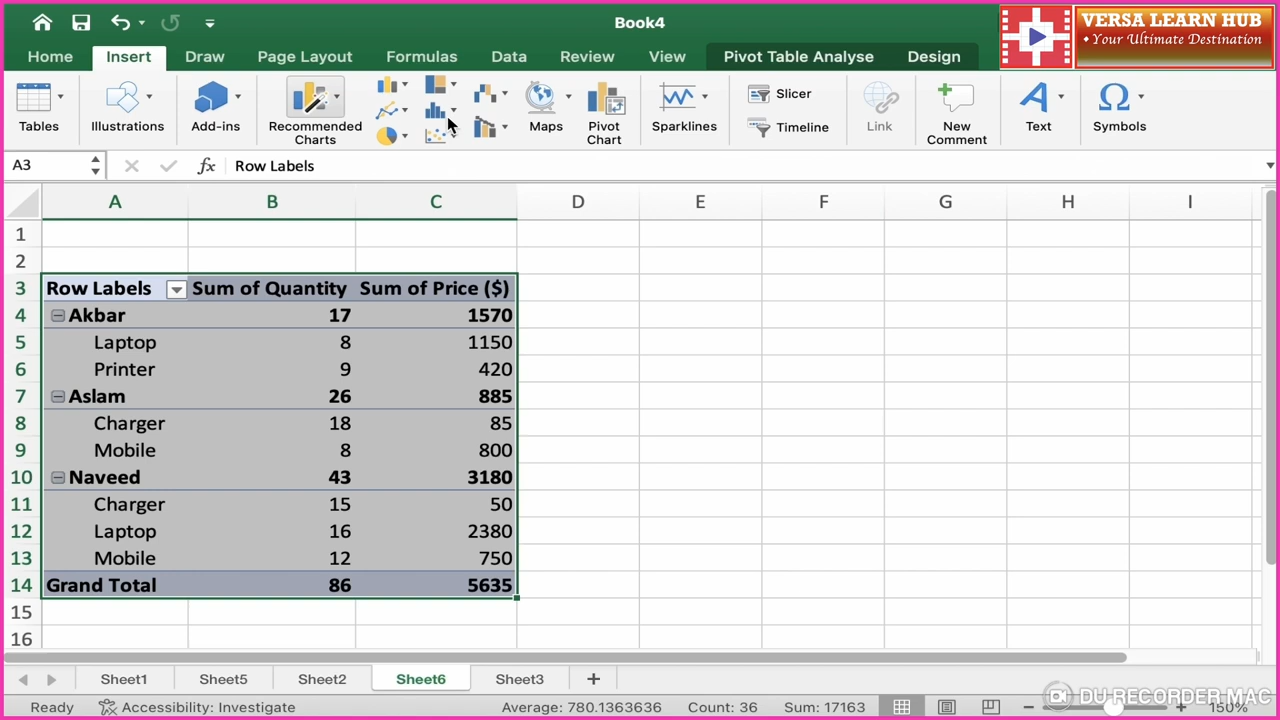 Book4
VERSA LEARN HUB
• Your Ultimate Destination
Home Insert Draw Page Layout Formulas Data Review View Pivot Table Analyse Design
Tables
Illustrations
Add-ins
Recommended
Charts
Maps
Pivot
Chart
Sparklines
Slicer
Timeline
Link
New
Comment
Text
Symbols
A3 fx Row Labels
A B C D E F G H I
1
2
3 Row Labels Sum of Quantity Sum of Price ($)
4 Akbar 17 1570
5 Laptop 8 1150
6 Printer 9 420
7 Aslam 26 885
8 Charger 18 85
9 Mobile 8 800
10 Naveed 43 3180
11 Charger 15 50
12 Laptop 16 2380
13 Mobile 12 750
14 Grand Total 86 5635
15
16
Sheet1 Sheet5 Sheet2 Sheet6 Sheet3 +
Ready Accessibility: Investigate Average: 780.1363636 Count: 36 Sum: 17163 150%
DU RECORDER MAC